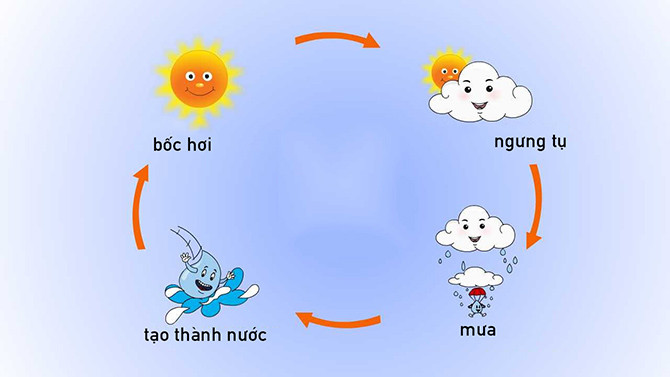 bốc hơi
ngưng tụ
tạo thành nước
mưa